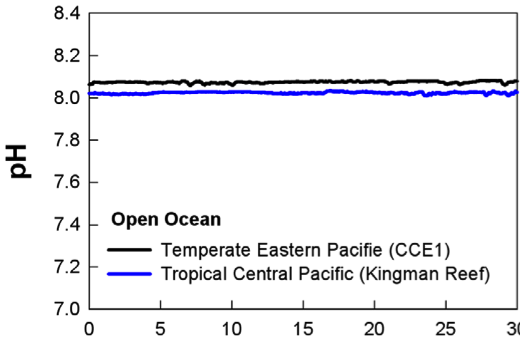 8.4
8.2
8.0
7.8
7.6
7.4
7.2
7.0
pH
Open Ocean
Temperate Eastern Pacifie (CCE1)
Tropical Central Pacific (Kingman Reef)
0 5 10 15 20 25 30